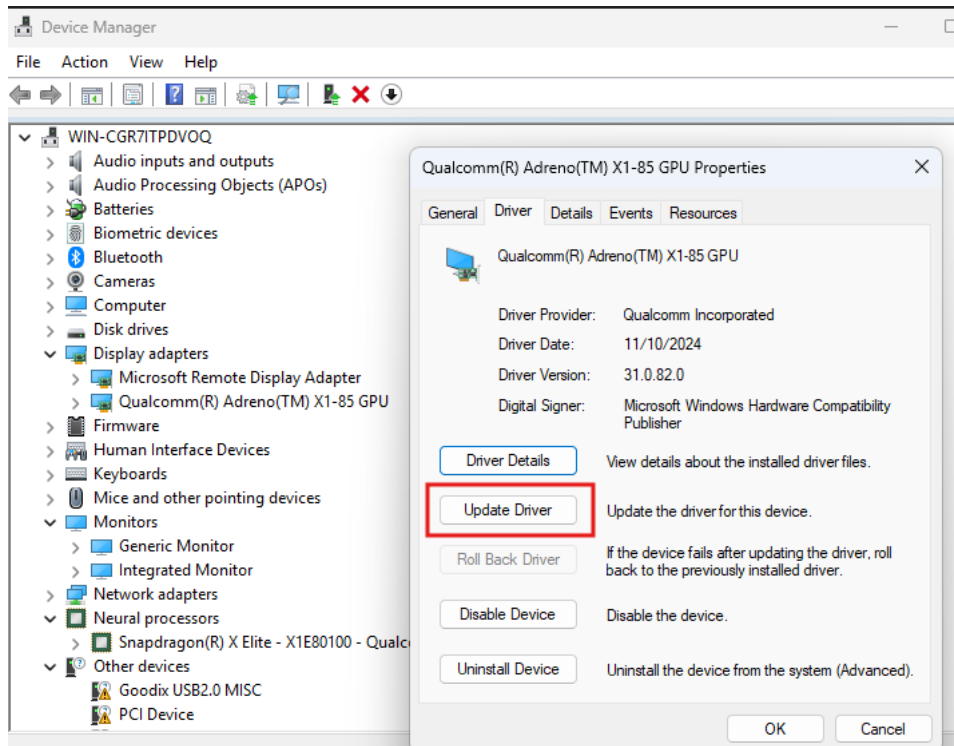 Device Manager
File Action View Help
WIN-CGR7ITPDVOQ
Audio inputs and outputs
Audio Processing Objects (APOs)
Batteries
Biometric devices
Bluetooth
Cameras
Computer
Disk drives
Display adapters
Microsoft Remote Display Adapter
Qualcomm(R) Adreno(TM) X1-85 GPU
Firmware
Human Interface Devices
Keyboards
Mice and other pointing devices
Monitors
Generic Monitor
Integrated Monitor
Network adapters
Neural processors
Snapdragon(R) X Elite - X1E80100 - Qualc
Other devices
Goodix USB2.0 MISC
PCI Device
Qualcomm(R) Adreno(TM) X1-85 GPU Properties
General Driver Details Events Resources
Qualcomm(R) Adreno(TM) X1-85 GPU
Driver Provider: Qualcomm Incorporated
Driver Date: 11/10/2024
Driver Version: 31.0.82.0
Digital Signer: Microsoft Windows Hardware Compatibility
Publisher
Driver Details View details about the installed driver files.
Update Driver Update the driver for this device.
Roll Back Driver If the device fails after updating the driver, roll
back to the previously installed driver.
Disable Device Disable the device.
Uninstall Device Uninstall the device from the system (Advanced).
OK Cancel